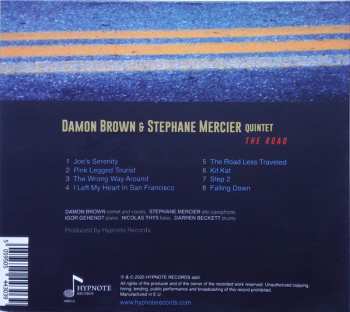 DAMON BROWN & STEPHANE MERCIER QUINTET
THE ROAD
1 Joe's Serenity
2 Pink Legged Tourist
3 The Wrong Way Around
4 I Left My Heart In San Francisco
5 The Road Less Traveled
6 Kit Kat
7 Step 2
8 Falling Down
DAMON BROWN cornet and vocals STEPHANE MERCIER alto saxophone
IGOR GEHENOT piano NICOLAS THYS bass DARREN BECKETT drums
Produced by Hypnote Records
HYPNOTE
RECORDS
℗ & © 2020 HYPNOTE RECORDS asbl
All rights of the producer and of the owner of the recorded work reserved. Unauthorized copying,
hiring, lending, public performance and broadcasting of this record prohibited.
Manufactured in E.U
www.hypnoterecords.com